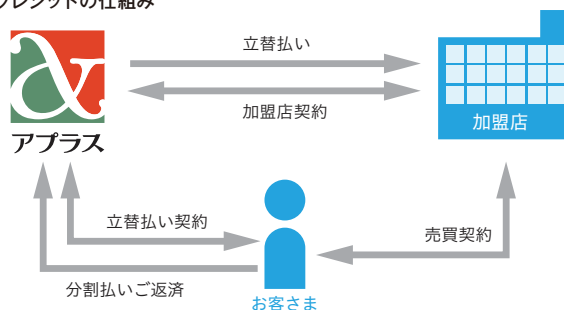 クレジットの仕組み
立替払い
加盟店契約
加盟店
アプラス
立替払い契約
売買契約
分割払いご返済
お客さま